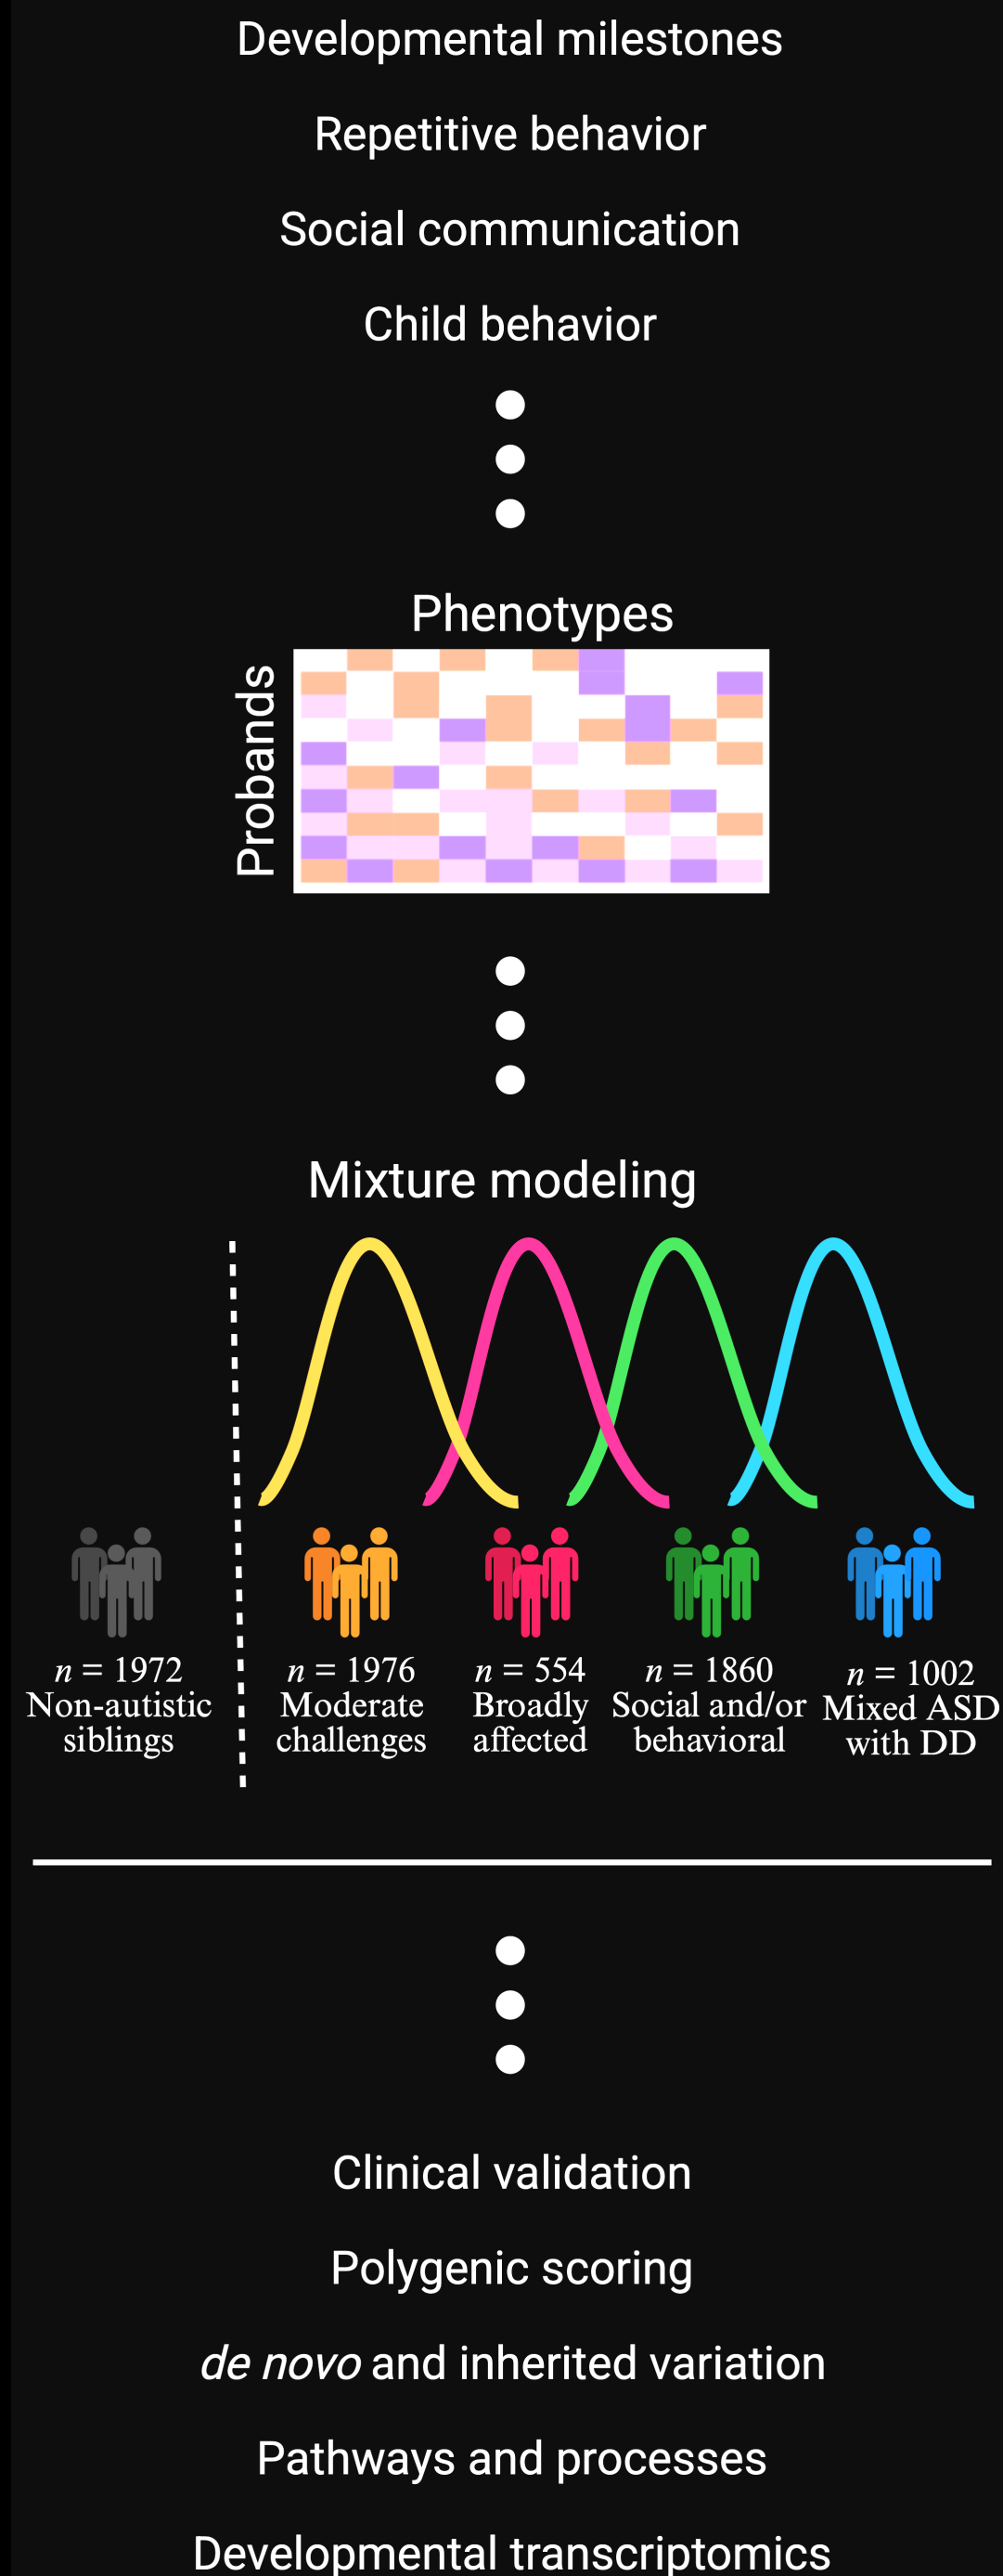 Developmental milestones
Repetitive behavior
Social communication
Child behavior
Phenotypes
Probands
Mixture modeling
n = 1972
Non-autistic
siblings
n = 1976
Moderate
challenges
n = 554
Broadly
affected
n = 1860
Social and/or
behavioral
n = 1002
Mixed ASD
with DD
Clinical validation
Polygenic scoring
de novo and inherited variation
Pathways and processes
Developmental transcriptomics